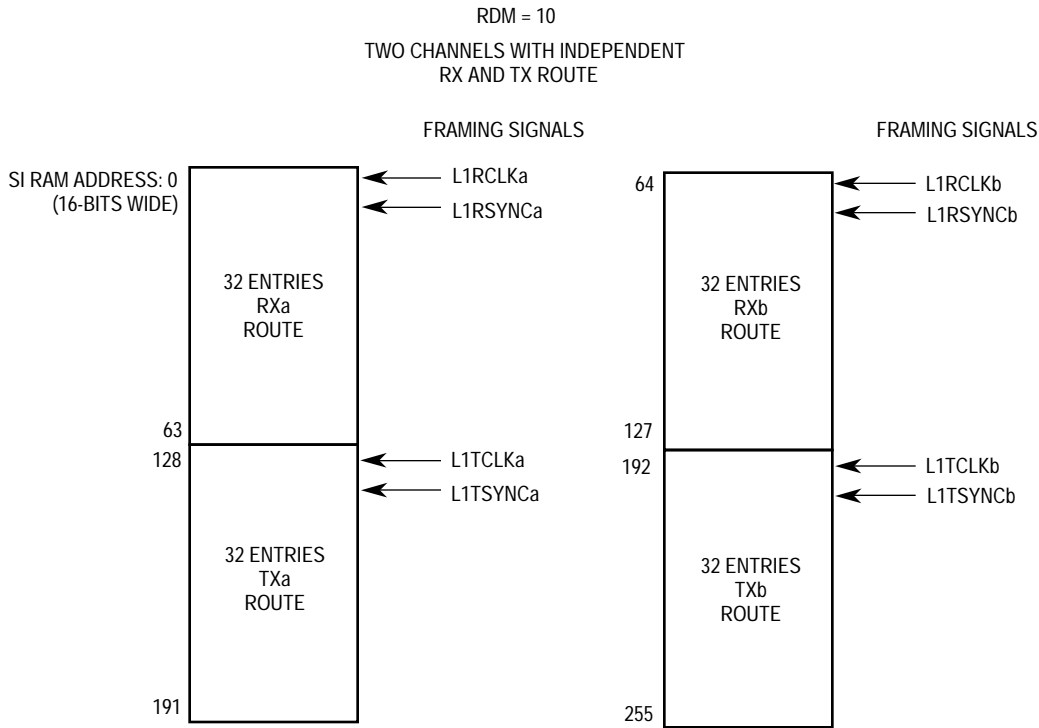 RDM = 10
TWO CHANNELS WITH INDEPENDENT
RX AND TX ROUTE
FRAMING SIGNALS
SI RAM ADDRESS: 0
(16-BITS WIDE)
L1RCLKa
L1RSYNCa
32 ENTRIES
RXa
ROUTE
63
128
L1TCLKa
L1TSYNCa
32 ENTRIES
TXa
ROUTE
191
FRAMING SIGNALS
64
L1RCLKb
L1RSYNCb
32 ENTRIES
RXb
ROUTE
127
192
L1TCLKb
L1TSYNCb
32 ENTRIES
TXb
ROUTE
255